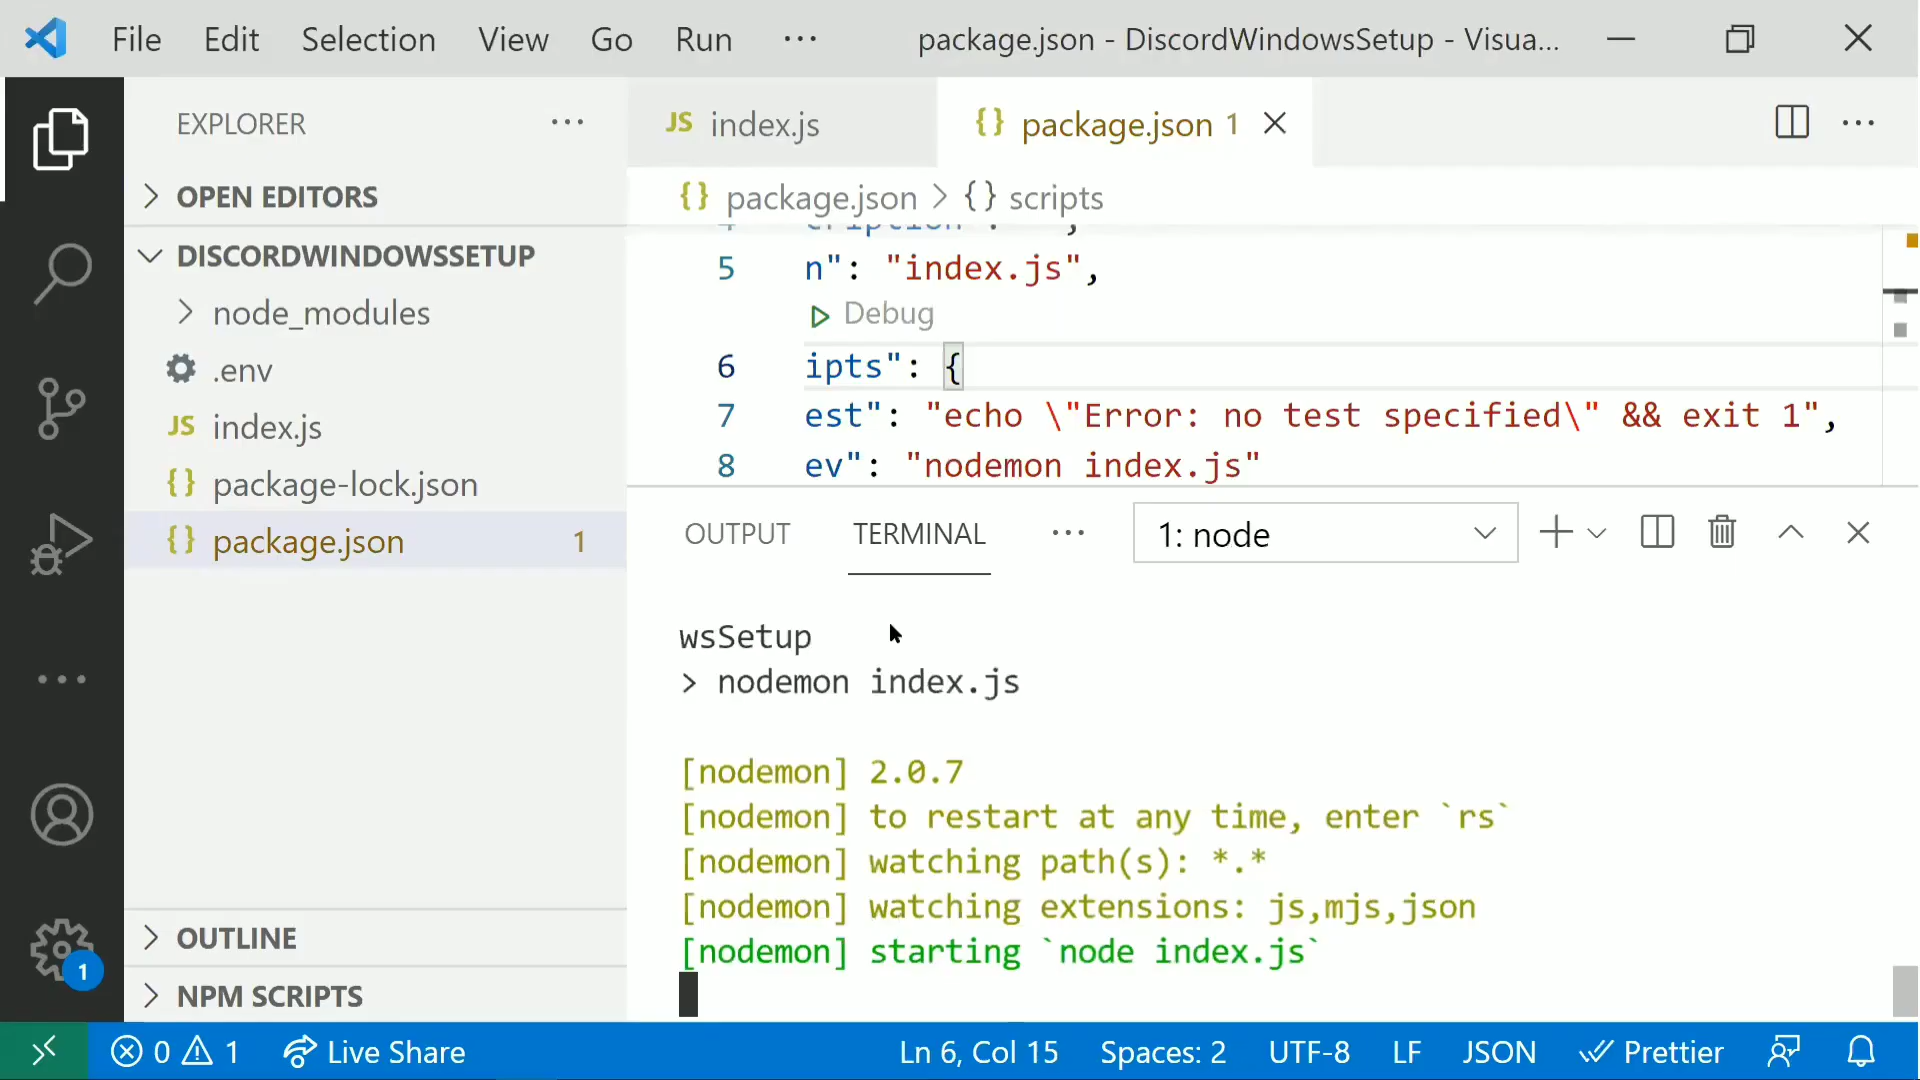 File Edit Selection View Go Run ··· package.json - DiscordWindowsSetup - Visua...
EXPLORER ···
OPEN EDITORS
DISCORDWINDOWSSETUP
node_modules
.env
JS index.js
{} package-lock.json
{} package.json 1
OUTLINE
NPM SCRIPTS
JS index.js {} package.json 1
{} package.json > {} scripts
5 n": "index.js",
Debug
6 ipts": {
7 est": "echo \"Error: no test specified\" && exit 1",
8 ev": "nodemon index.js"
OUTPUT TERMINAL ··· 1: node
wsSetup
> nodemon index.js
[nodemon] 2.0.7
[nodemon] to restart at any time, enter `rs`
[nodemon] watching path(s): *.*
[nodemon] watching extensions: js,mjs,json
[nodemon] starting `node index.js`
1
0 1 Live Share Ln 6, Col 15 Spaces: 2 UTF-8 LF JSON Prettier